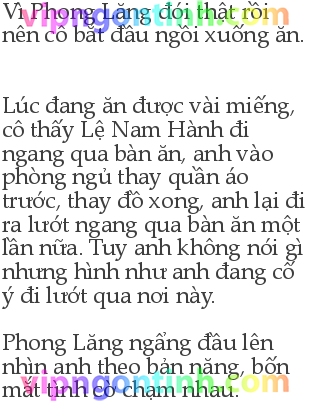 Vì Phong Lăng đói thật rồi
nên cô bắt đầu ngồi xuống ăn.
Lúc đang ăn được vài miếng,
cô thấy Lệ Nam Hành đi
ngang qua bàn ăn, anh vào
phòng ngủ thay quần áo
trước, thay đồ xong, anh lại đi
ra lướt ngang qua bàn ăn một
lần nữa. Tuy anh không nói gì
nhưng hình như anh đang cố
ý đi lướt qua nơi này.
Phong Lăng ngẩng đầu lên
nhìn anh theo bản năng, bốn
mắt tình cờ chạm nhau.
vipngontinh.com
vipngontinh.com